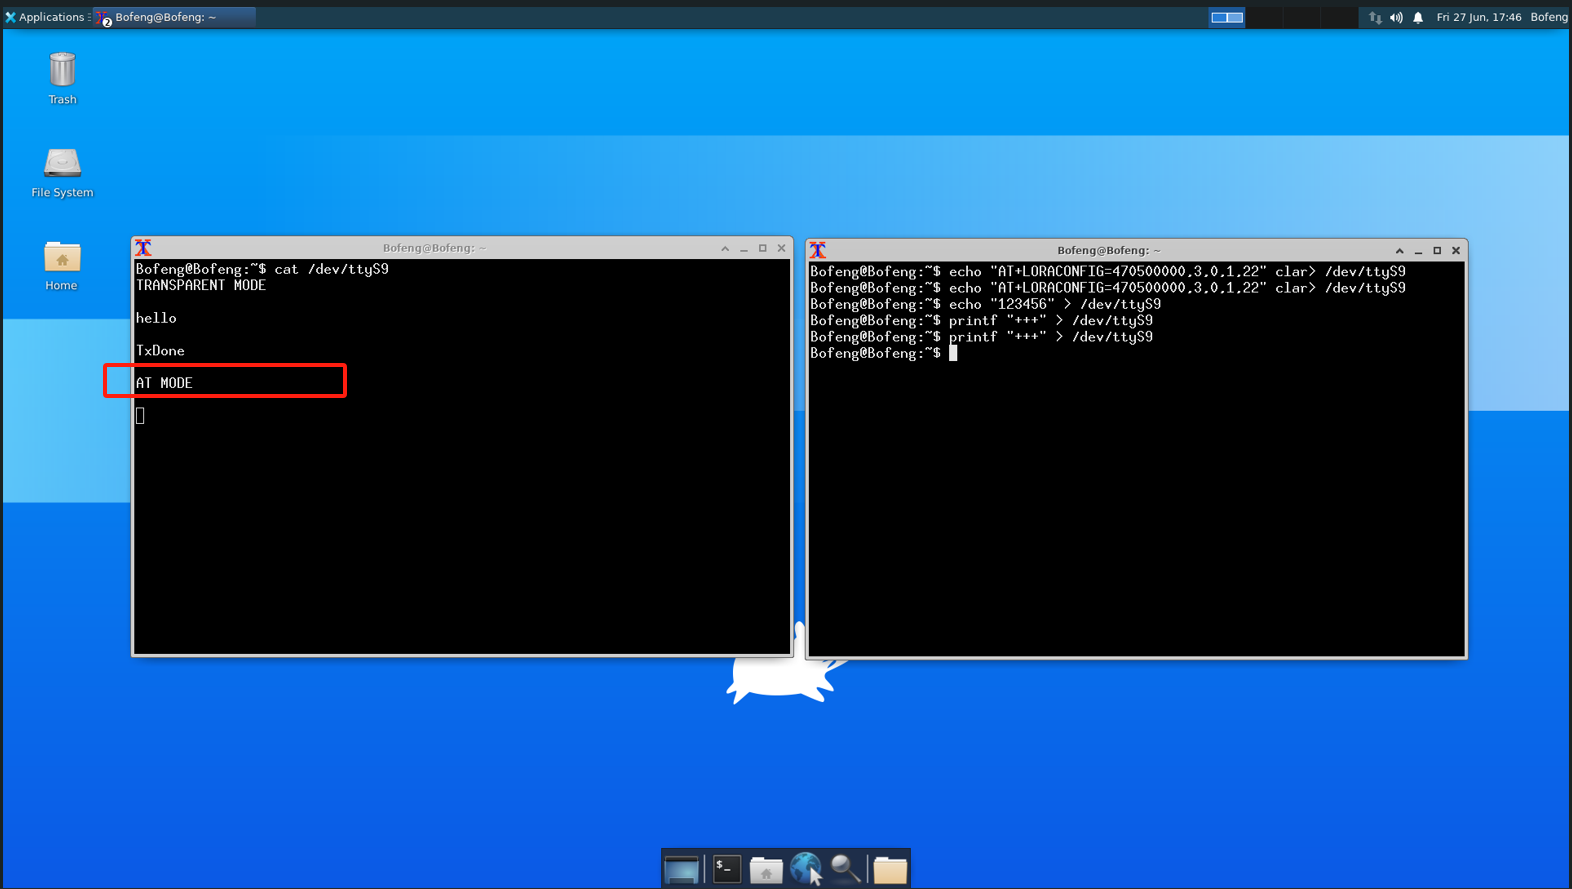 Applications
2
Bofeng@Bofeng: ~
Fri 27 Jun, 17:46
Bofeng
Trash
File System
Home
Bofeng@Bofeng: ~
Bofeng@Bofeng:~$ cat /dev/ttyS9
TRANSPARENT MODE
hello
TxDone
AT MODE
Bofeng@Bofeng: ~
Bofeng@Bofeng:~$ echo "AT+LORACONFIG=470500000,3,0,1,22" clar> /dev/ttyS9
Bofeng@Bofeng:~$ echo "AT+LORACONFIG=470500000,3,0,1,22" clar> /dev/ttyS9
Bofeng@Bofeng:~$ echo "123456" > /dev/ttyS9
Bofeng@Bofeng:~$ printf "+++" > /dev/ttyS9
Bofeng@Bofeng:~$ printf "+++" > /dev/ttyS9
Bofeng@Bofeng:~$
$_